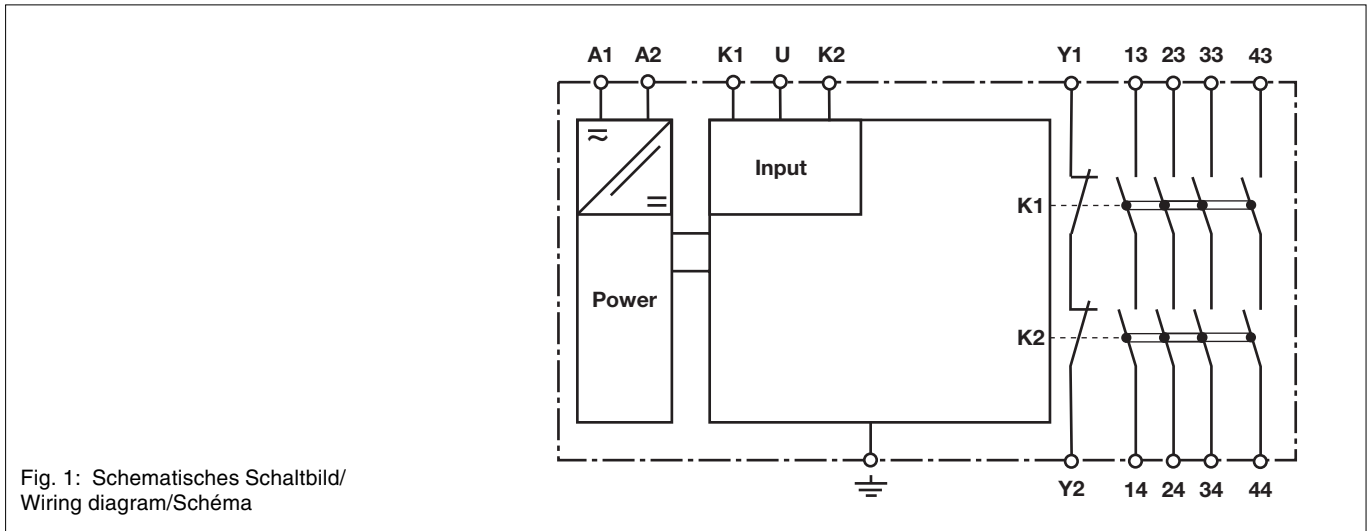 A1 A2 K1 U K2 Y1 13 23 33 43
Input
K1
Power
K2
Y2 14 24 34 44
Fig. 1: Schematisches Schaltbild/
Wiring diagram/Schéma